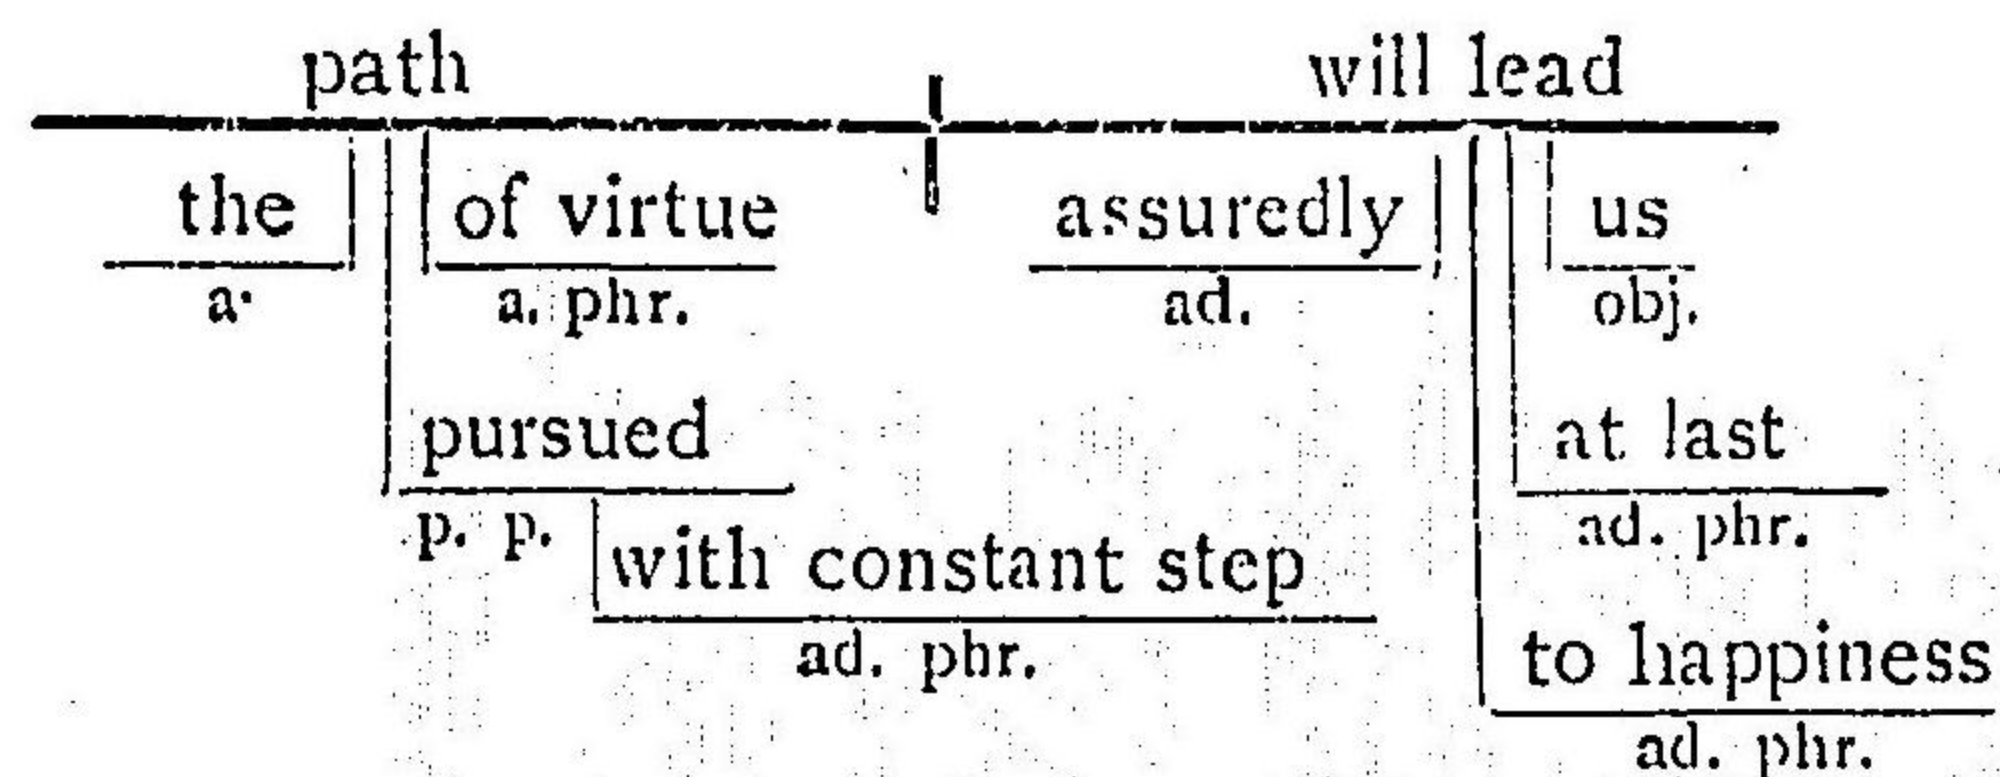 path will lead
the of virtue assuredly us
a. a. phr. ad. obj.
pursued at last
p. p. ad. phr.
with constant step
ad. phr.
to happiness
ad. phr.